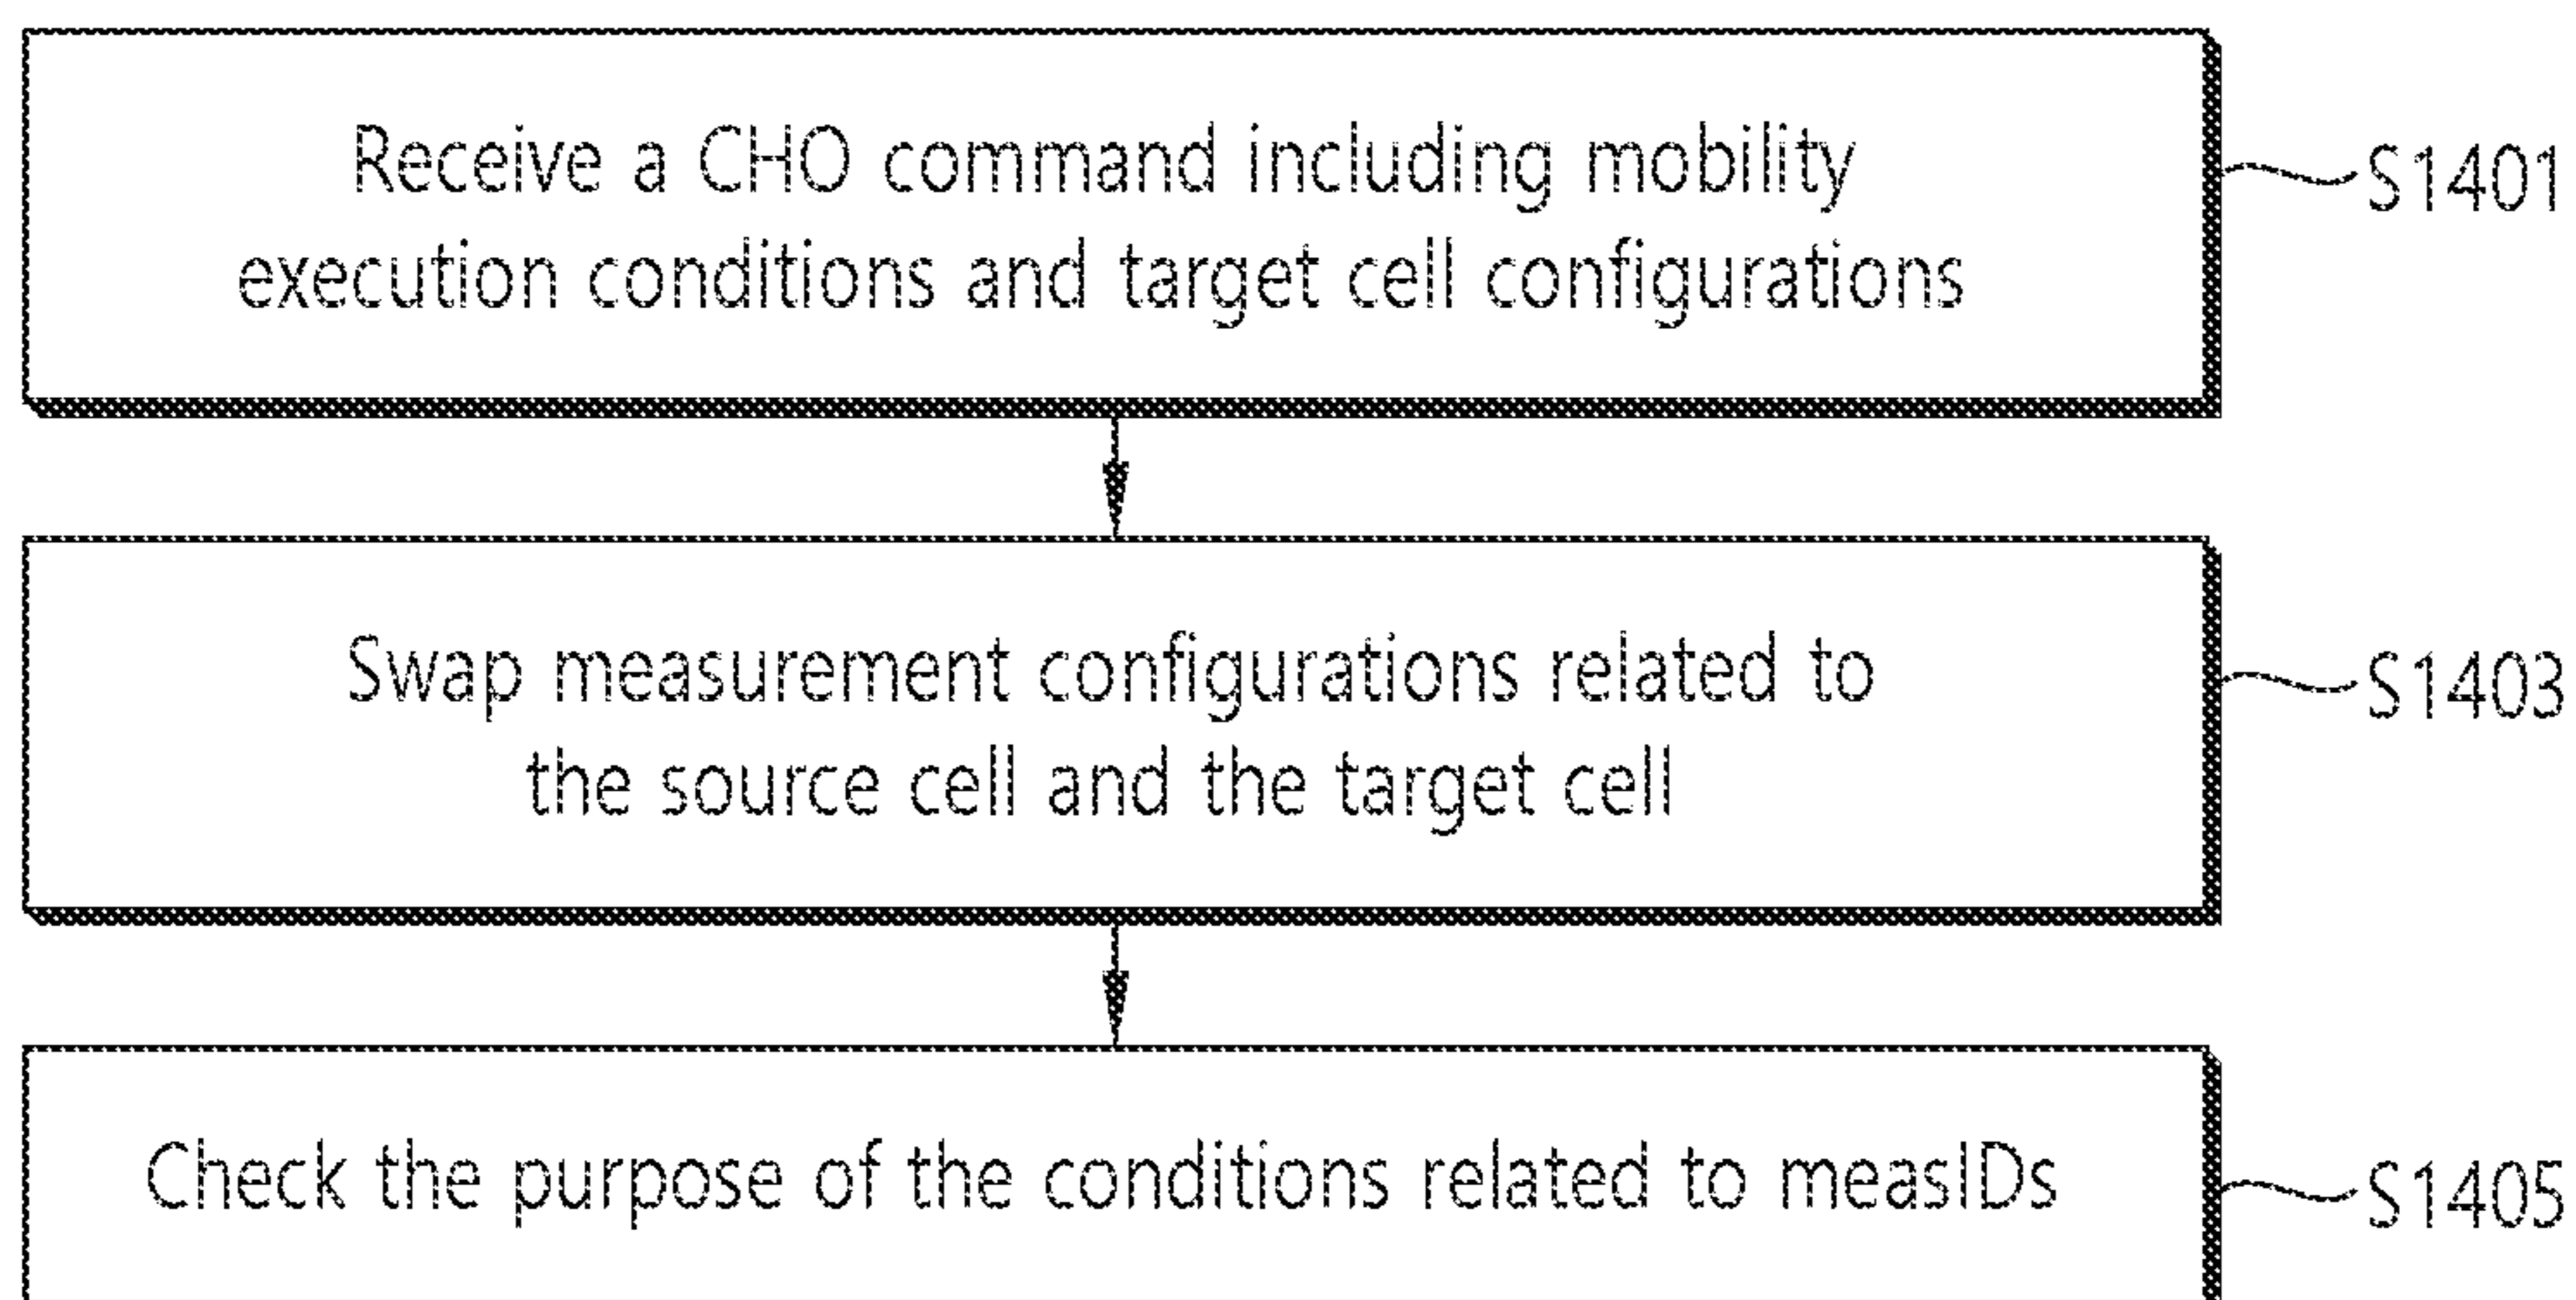 Receive a CHO command including mobility
execution conditions and target cell configurations
S1401
Swap measurement configurations related to
the source cell and the target cell
S1403
Check the purpose of the conditions related to measIDs
S1405